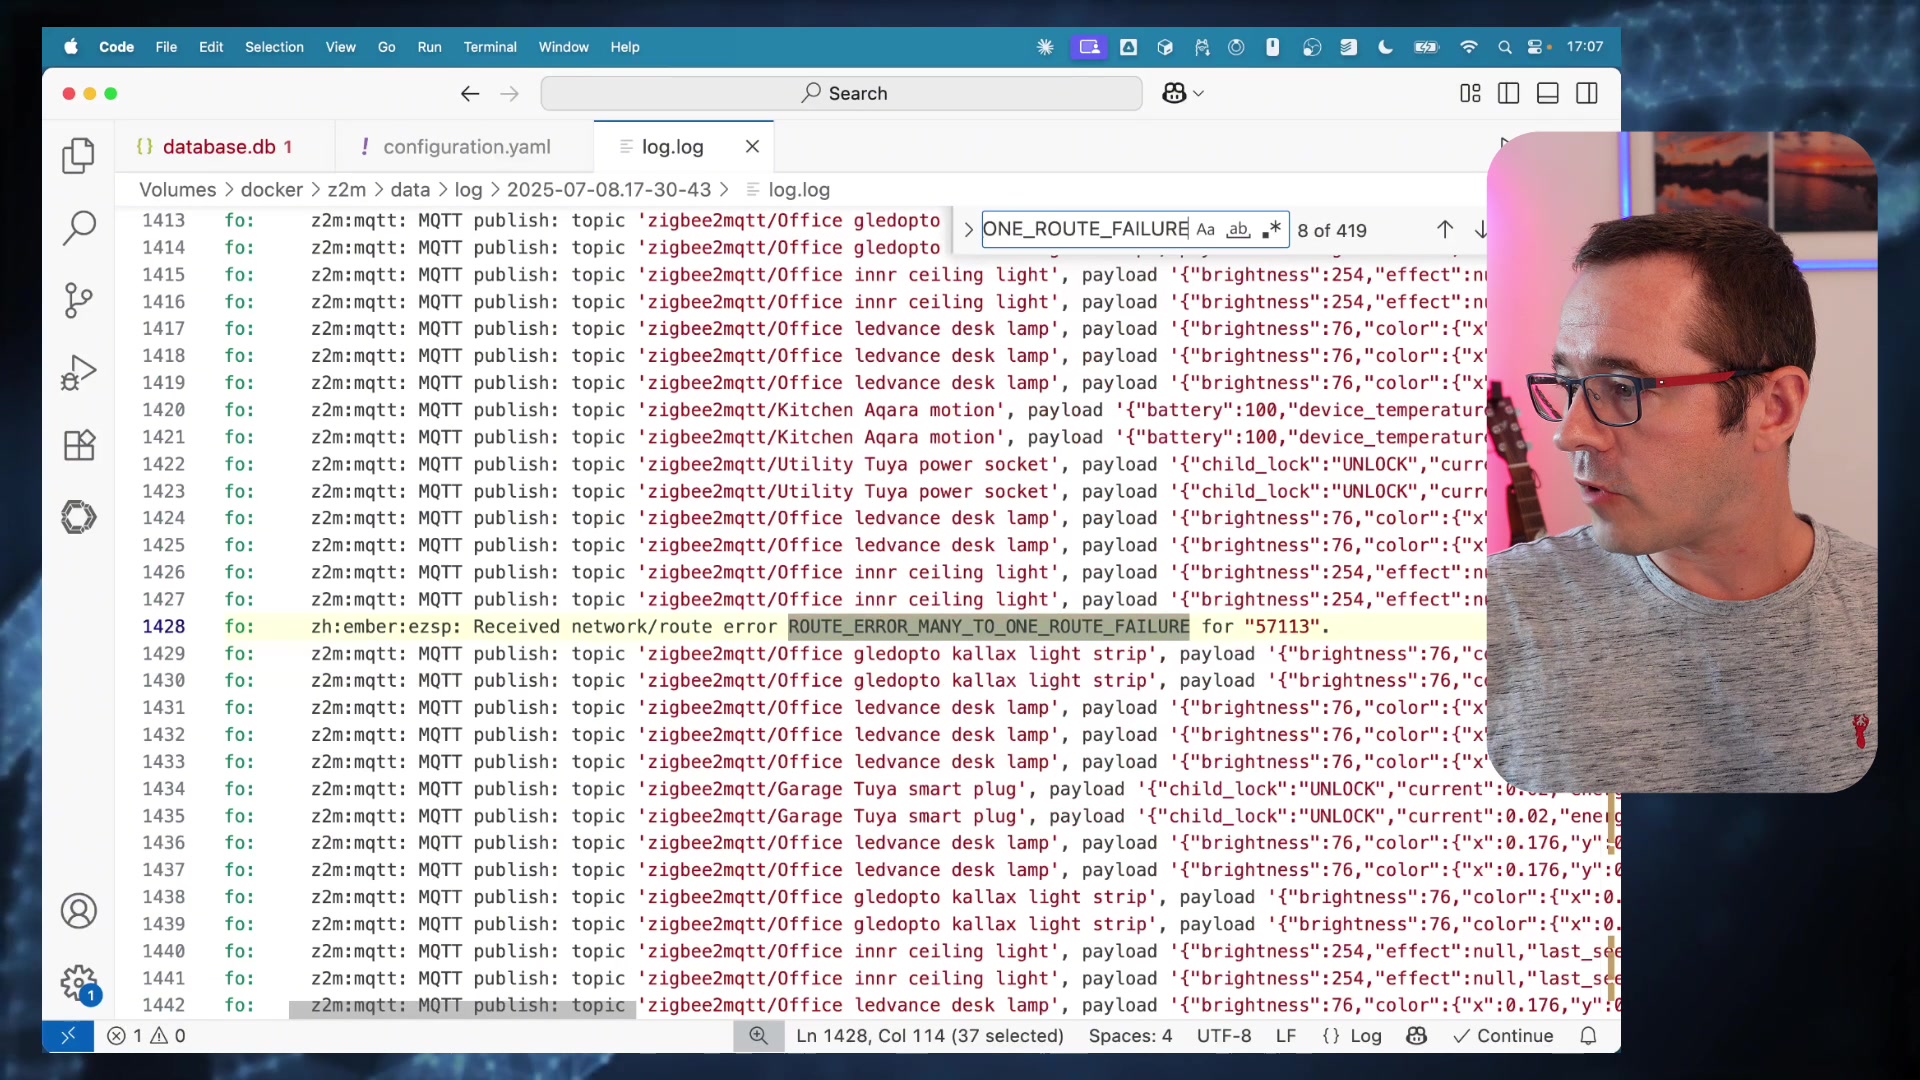 Code File Edit Selection View Go Run Terminal Window Help 17:07
Search
{} database.db 1 ! configuration.yaml log.log
Volumes > docker > z2m > data > log > 2025-07-08.17-30-43 > log.log
ONE_ROUTE_FAILURE Aa ab 8 of 419
1413 fo: z2m:mqtt: MQTT publish: topic 'zigbee2mqtt/Office gledopto
1414 fo: z2m:mqtt: MQTT publish: topic 'zigbee2mqtt/Office gledopto
1415 fo: z2m:mqtt: MQTT publish: topic 'zigbee2mqtt/Office innr ceiling light', payload '{"brightness":254,"effect":nul
1416 fo: z2m:mqtt: MQTT publish: topic 'zigbee2mqtt/Office innr ceiling light', payload '{"brightness":254,"effect":nu
1417 fo: z2m:mqtt: MQTT publish: topic 'zigbee2mqtt/Office ledvance desk lamp', payload '{"brightness":76,"color":{"x"
1418 fo: z2m:mqtt: MQTT publish: topic 'zigbee2mqtt/Office ledvance desk lamp', payload '{"brightness":76,"color":{"x"
1419 fo: z2m:mqtt: MQTT publish: topic 'zigbee2mqtt/Office ledvance desk lamp', payload '{"brightness":76,"color":{"x"
1420 fo: z2m:mqtt: MQTT publish: topic 'zigbee2mqtt/Kitchen Aqara motion', payload '{"battery":100,"device_temperature
1421 fo: z2m:mqtt: MQTT publish: topic 'zigbee2mqtt/Kitchen Aqara motion', payload '{"battery":100,"device_temperature
1422 fo: z2m:mqtt: MQTT publish: topic 'zigbee2mqtt/Utility Tuya power socket', payload '{"child_lock":"UNLOCK","curr
1423 fo: z2m:mqtt: MQTT publish: topic 'zigbee2mqtt/Utility Tuya power socket', payload '{"child_lock":"UNLOCK","curr
1424 fo: z2m:mqtt: MQTT publish: topic 'zigbee2mqtt/Office ledvance desk lamp', payload '{"brightness":76,"color":{"x"
1425 fo: z2m:mqtt: MQTT publish: topic 'zigbee2mqtt/Office ledvance desk lamp', payload '{"brightness":76,"color":{"x"
1426 fo: z2m:mqtt: MQTT publish: topic 'zigbee2mqtt/Office innr ceiling light', payload '{"brightness":254,"effect":nu
1427 fo: z2m:mqtt: MQTT publish: topic 'zigbee2mqtt/Office innr ceiling light', payload '{"brightness":254,"effect":nu
1428 fo: zh:ember:ezsp: Received network/route error ROUTE_ERROR_MANY_TO_ONE_ROUTE_FAILURE for "57113".
1429 fo: z2m:mqtt: MQTT publish: topic 'zigbee2mqtt/Office gledopto kallax light strip', payload '{"brightness":76,"co
1430 fo: z2m:mqtt: MQTT publish: topic 'zigbee2mqtt/Office gledopto kallax light strip', payload '{"brightness":76,"co
1431 fo: z2m:mqtt: MQTT publish: topic 'zigbee2mqtt/Office ledvance desk lamp', payload '{"brightness":76,"color":{"x"
1432 fo: z2m:mqtt: MQTT publish: topic 'zigbee2mqtt/Office ledvance desk lamp', payload '{"brightness":76,"color":{"x"
1433 fo: z2m:mqtt: MQTT publish: topic 'zigbee2mqtt/Office ledvance desk lamp', payload '{"brightness":76,"color":{"x"
1434 fo: z2m:mqtt: MQTT publish: topic 'zigbee2mqtt/Garage Tuya smart plug', payload '{"child_lock":"UNLOCK","current":0.02,"energ
1435 fo: z2m:mqtt: MQTT publish: topic 'zigbee2mqtt/Garage Tuya smart plug', payload '{"child_lock":"UNLOCK","current":0.02,"energ
1436 fo: z2m:mqtt: MQTT publish: topic 'zigbee2mqtt/Office ledvance desk lamp', payload '{"brightness":76,"color":{"x":0.176,"y":0
1437 fo: z2m:mqtt: MQTT publish: topic 'zigbee2mqtt/Office ledvance desk lamp', payload '{"brightness":76,"color":{"x":0.176,"y":0
1438 fo: z2m:mqtt: MQTT publish: topic 'zigbee2mqtt/Office gledopto kallax light strip', payload '{"brightness":76,"color":{"x":0.
1439 fo: z2m:mqtt: MQTT publish: topic 'zigbee2mqtt/Office gledopto kallax light strip', payload '{"brightness":76,"color":{"x":0.
1440 fo: z2m:mqtt: MQTT publish: topic 'zigbee2mqtt/Office innr ceiling light', payload '{"brightness":254,"effect":null,"last_see
1441 fo: z2m:mqtt: MQTT publish: topic 'zigbee2mqtt/Office innr ceiling light', payload '{"brightness":254,"effect":null,"last_see
1442 fo: z2m:mqtt: MQTT publish: topic 'zigbee2mqtt/Office ledvance desk lamp', payload '{"brightness":76,"color":{"x":0.176,"y":0
1
1 0 Ln 1428, Col 114 (37 selected) Spaces: 4 UTF-8 LF {} Log Continue